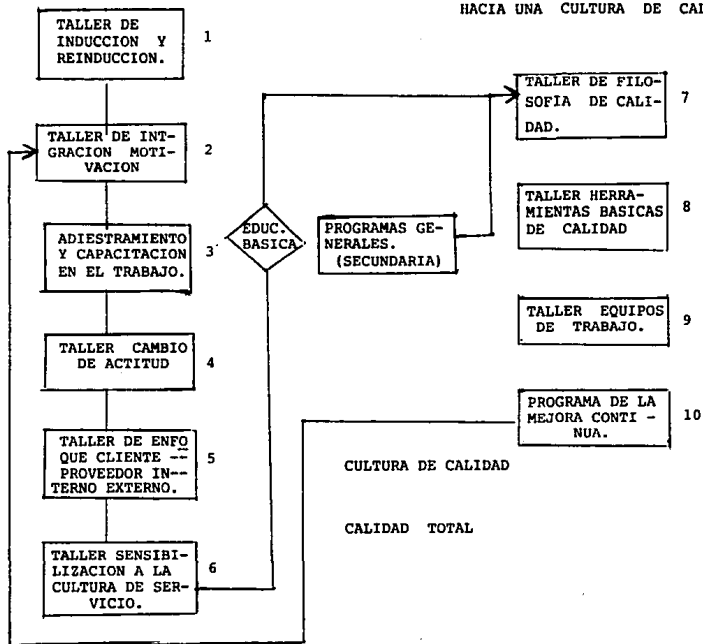 HACIA UNA CULTURA DE
TALLER DE
INDUCCION Y
REINDUCCION.
1
TALLER DE INT-
GRACION MOTI-
VACION
2
ADIESTRAMIENTO
Y CAPACITACION
EN EL TRABAJO.
3
TALLER CAMBIO
DE ACTITUD
4
TALLER DE ENFO
QUE CLIENTE --
PROVEEDOR IN--
TERNO EXTERNO.
5
TALLER SENSIBI-
LIZACION A LA
CULTURA DE SER-
VICIO.
6
EDUC.
BASICA
PROGRAMAS GE-
NERALES.
(SECUNDARIA)
TALLER DE FILO-
SOFIA DE CALI-
DAD.
7
TALLER HERRA-
MIENTAS BASICAS
DE CALIDAD
8
TALLER EQUIPOS
DE TRABAJO.
9
PROGRAMA DE LA
MEJORA CONTI -
NUA.
10
CULTURA DE CALIDAD
CALIDAD TOTAL